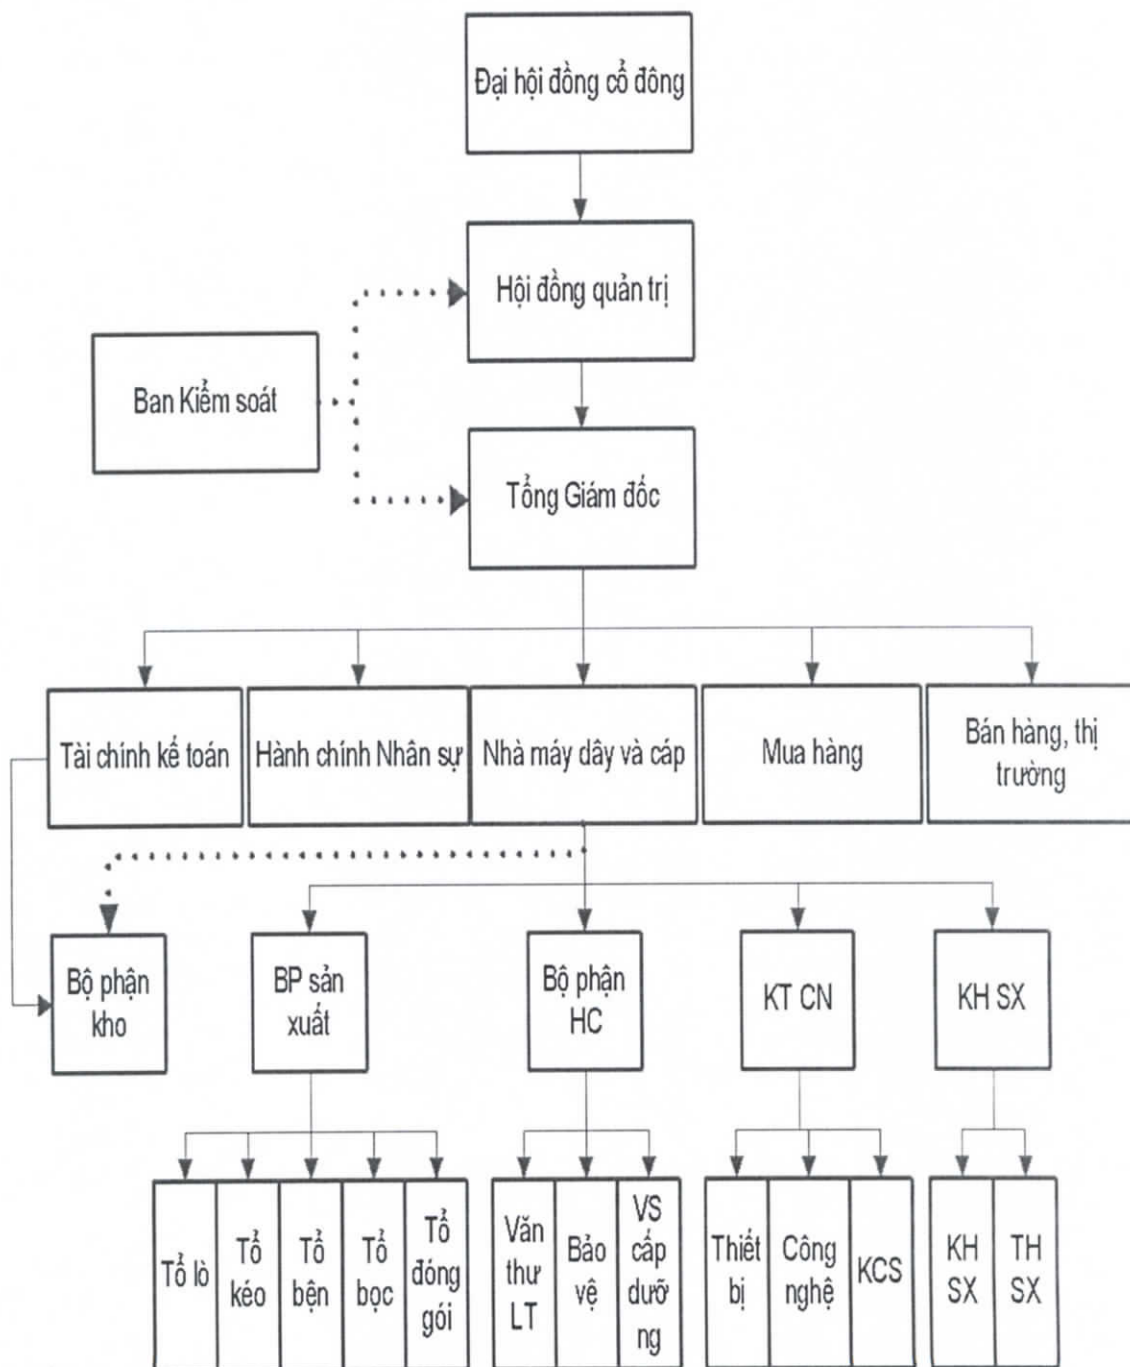 Đại hội đồng cổ đông
Hội đồng quản trị
Ban Kiểm soát
Tổng Giám đốc
Tài chính kế toán
Hành chính Nhân sự
Nhà máy dây và cáp
Mua hàng
Bán hàng, thị
trường
Bộ phận
kho
BP sản
xuất
Bộ phận
HC
KT CN
KH SX
Tổ lò
Tổ
kéo
Tổ
bện
Tổ
bọc
Tổ
đóng
gói
Văn
thư
LT
Bảo
vệ
VS
cấp
dưỡ
ng
Thiết
bị
Công
nghệ
KCS
KH
SX
TH
SX